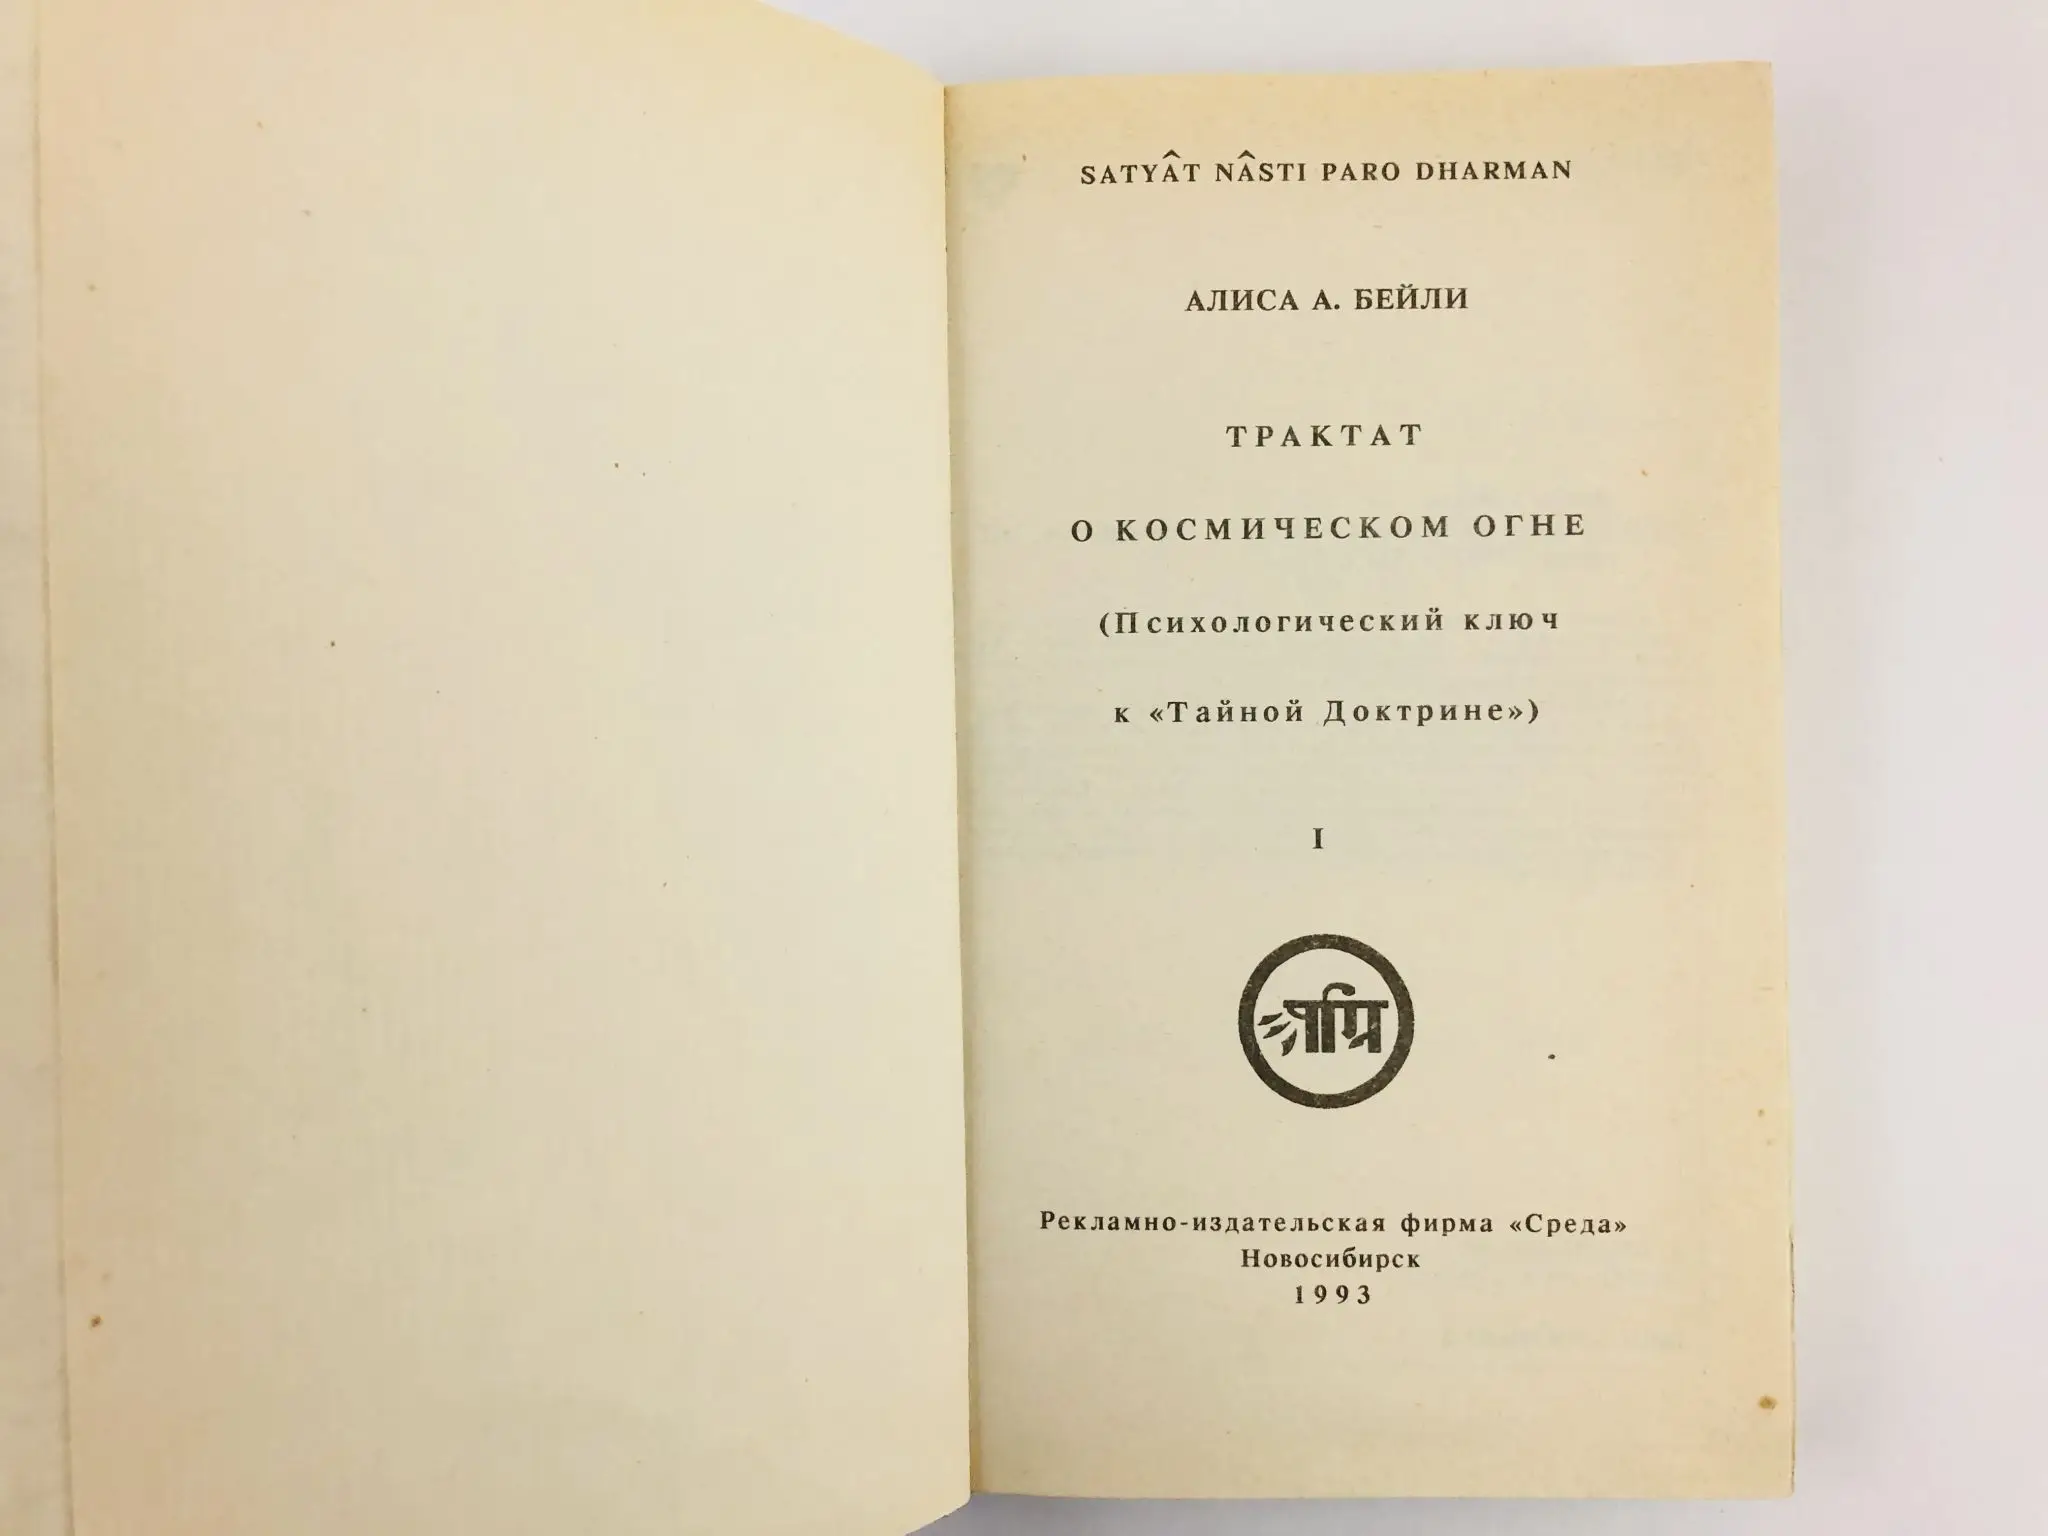 SATYÂT NÂSTI PARO DHARMAN
АЛИСА А. БЕЙЛИ
ТРАКТАТ
О КОСМИЧЕСКОМ ОГНЕ
(Психологический ключ
к «Тайной Доктрине»)
I
Рекламно-издательская фирма «Среда»
Новосибирск
1993